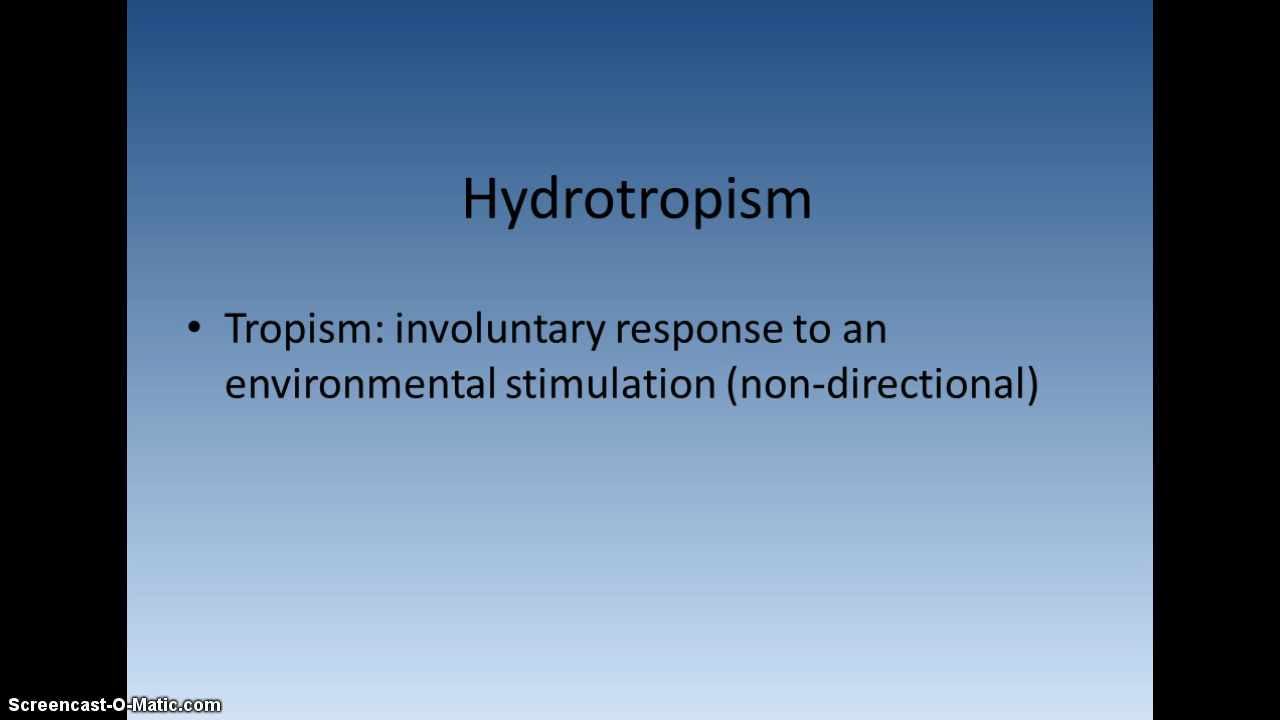 Hydrotropism
• Tropism: involuntary response to an
environmental stimulation (non-directional)
Screencast-O-Matic.com